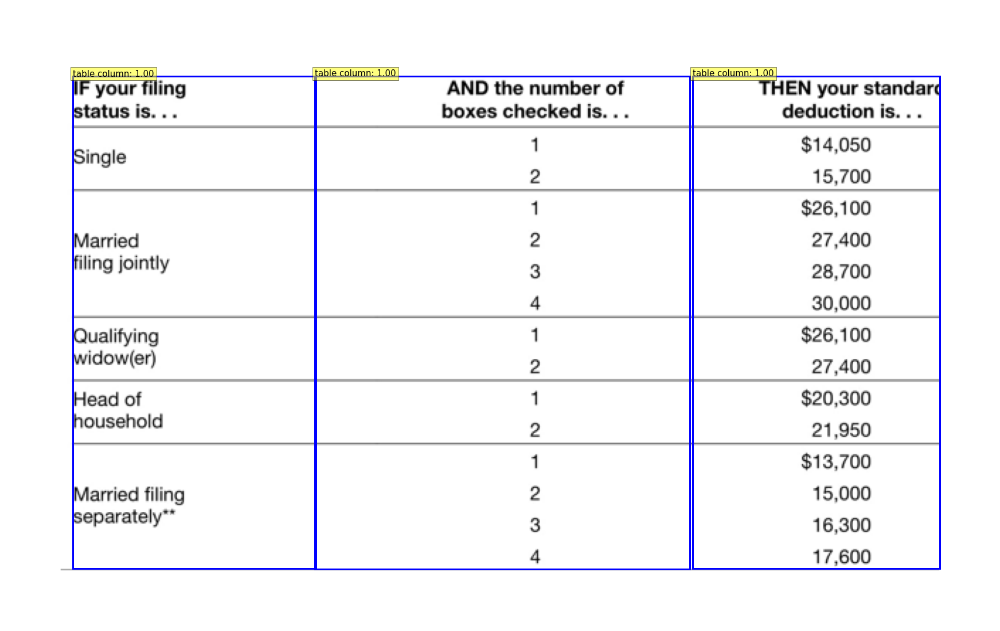 table column: 1.00 table column: 1.00 table column: 1.00
IF your filing AND the number of THEN your standard
status is. . . boxes checked is. . . deduction is. . .
Single
1 $14,050
2 15,700
Married
filing jointly
1 $26,100
2 27,400
3 28,700
4 30,000
Qualifying
widow(er)
1 $26,100
2 27,400
Head of
household
1 $20,300
2 21,950
Married filing
separately**
1 $13,700
2 15,000
3 16,300
4 17,600